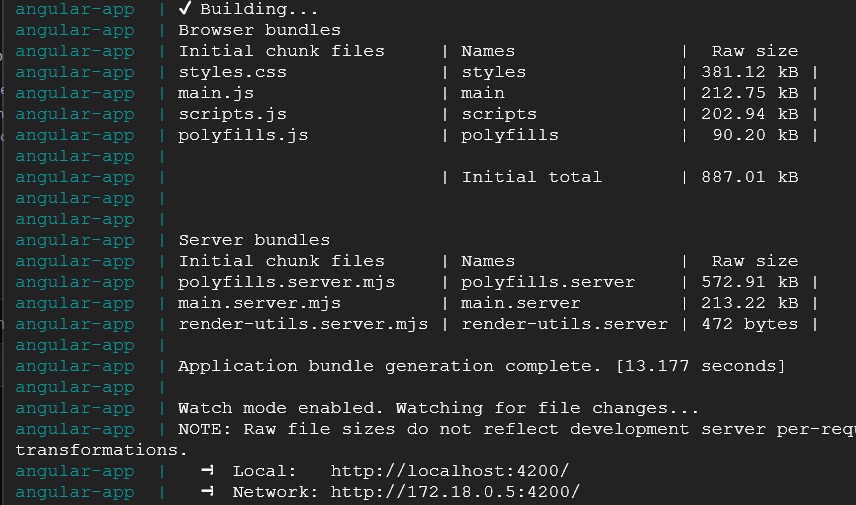 angular-app | ✔ Building...
angular-app | Browser bundles
angular-app | Initial chunk files | Names | Raw size
angular-app | styles.css | styles | 381.12 kB |
angular-app | main.js | main | 212.75 kB |
angular-app | scripts.js | scripts | 202.94 kB |
angular-app | polyfills.js | polyfills | 90.20 kB |
angular-app |
angular-app | | Initial total | 887.01 kB
angular-app |
angular-app |
angular-app | Server bundles
angular-app | Initial chunk files | Names | Raw size
angular-app | polyfills.server.mjs | polyfills.server | 572.91 kB |
angular-app | main.server.mjs | main.server | 213.22 kB |
angular-app | render-utils.server.mjs | render-utils.server | 472 bytes |
angular-app |
angular-app | Application bundle generation complete. [13.177 seconds]
angular-app |
angular-app | Watch mode enabled. Watching for file changes...
angular-app | NOTE: Raw file sizes do not reflect development server
transformations.
angular-app | Local: http://localhost:4200/
angular-app | Network: http://172.18.0.5:4200/